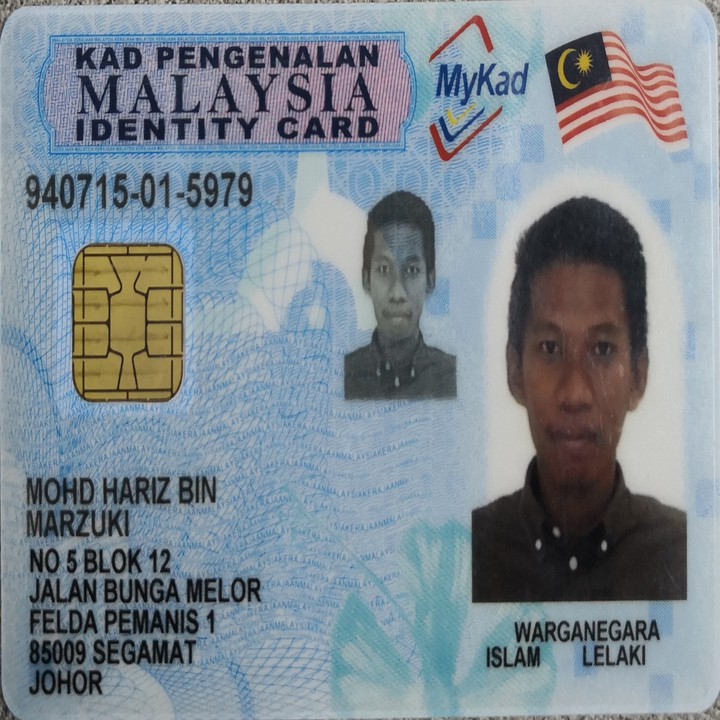 KAD PENGENALAN
MALAYSIA
IDENTITY CARD
MyKad
940715-01-5979
MOHD HARIZ BIN
MARZUKI
NO 5 BLOK 12
JALAN BUNGA MELOR
FELDA PEMANIS 1
85009 SEGAMAT
JOHOR
WARGANEGARA
ISLAM LELAKI